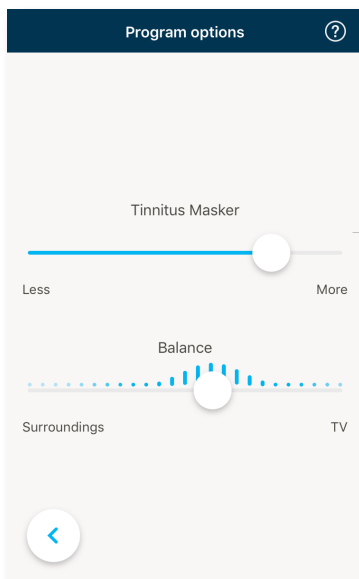 Program options
?
Tinnitus Masker
Less More
Balance
Surroundings TV